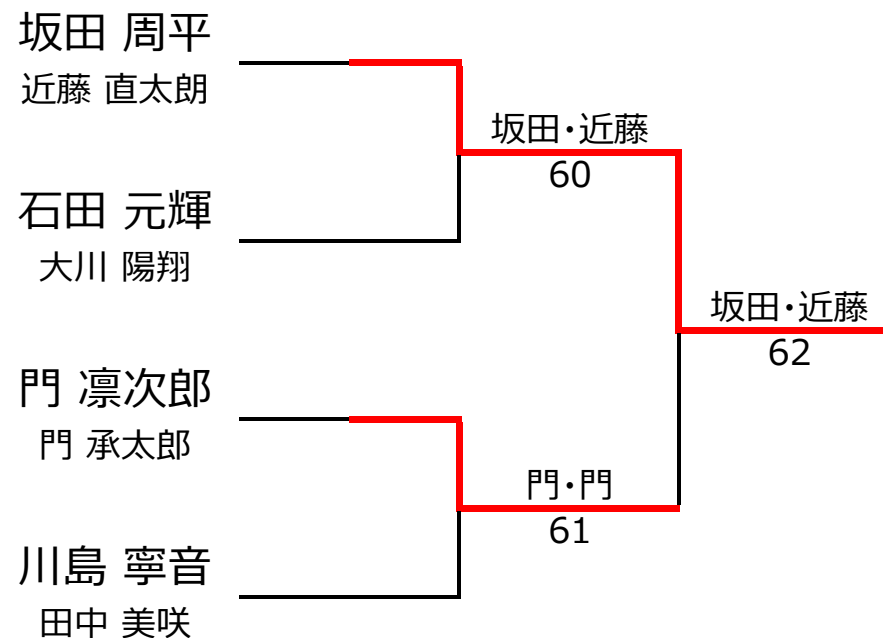 坂田 周平
近藤 直太朗
坂田・近藤
60
石田 元輝
大川 陽翔
坂田・近藤
62
門 凛次郎
門 承太郎
門・門
61
川島 寧音
田中 美咲